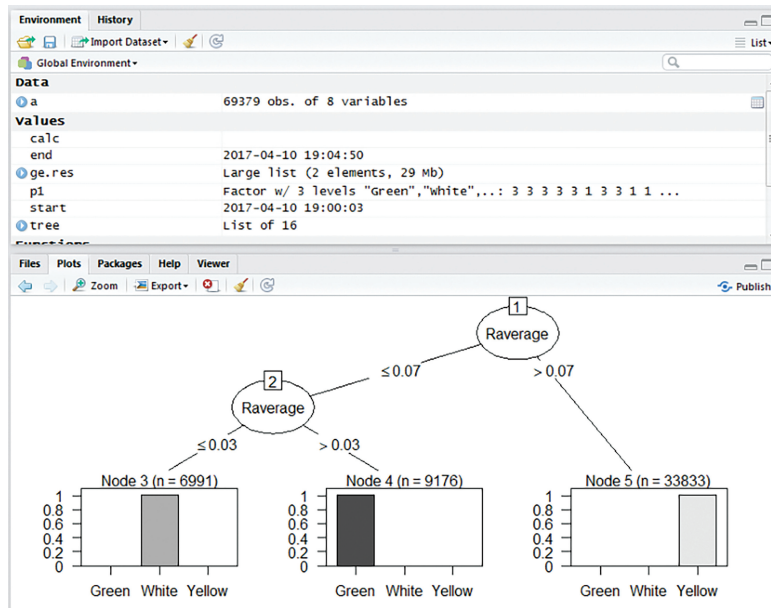 Environment History
Import Dataset List
Global Environment
Data
a 69379 obs. of 8 variables
Values
calc
end 2017-04-10 19:04:50
ge.res Large list (2 elements, 29 Mb)
p1 Factor w/ 3 levels "Green","White",..: 3 3 3 3 3 1 3 3 1 1 ...
start 2017-04-10 19:00:03
tree List of 16
Functions
Files Plots Packages Help Viewer
Zoom Export Publish
1
Raverage
≤ 0.07 > 0.07
2
Raverage
≤ 0.03 > 0.03
Node 3 (n = 6991) Node 4 (n = 9176) Node 5 (n = 33833)
1 1 1
0.8 0.8 0.8
0.6 0.6 0.6
0.4 0.4 0.4
0.2 0.2 0.2
0 0 0
Green White Yellow Green White Yellow Green White Yellow